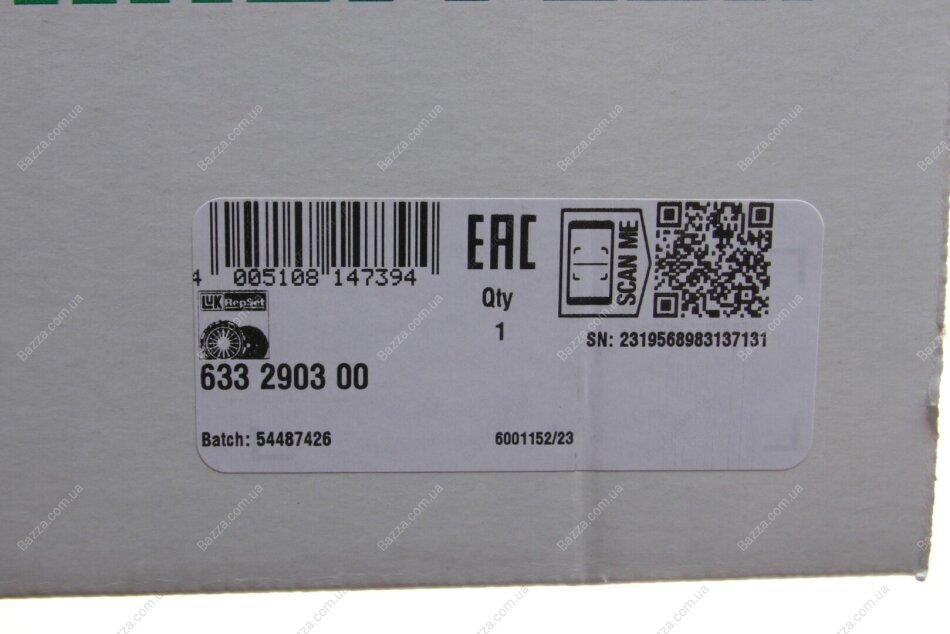 4 005108 147394
EAC
SCAN ME
LuK RepSet
Qty
1
SN: 2319568983137131
633 2903 00
Batch: 54487426
6001152/23
Bazza.com.ua